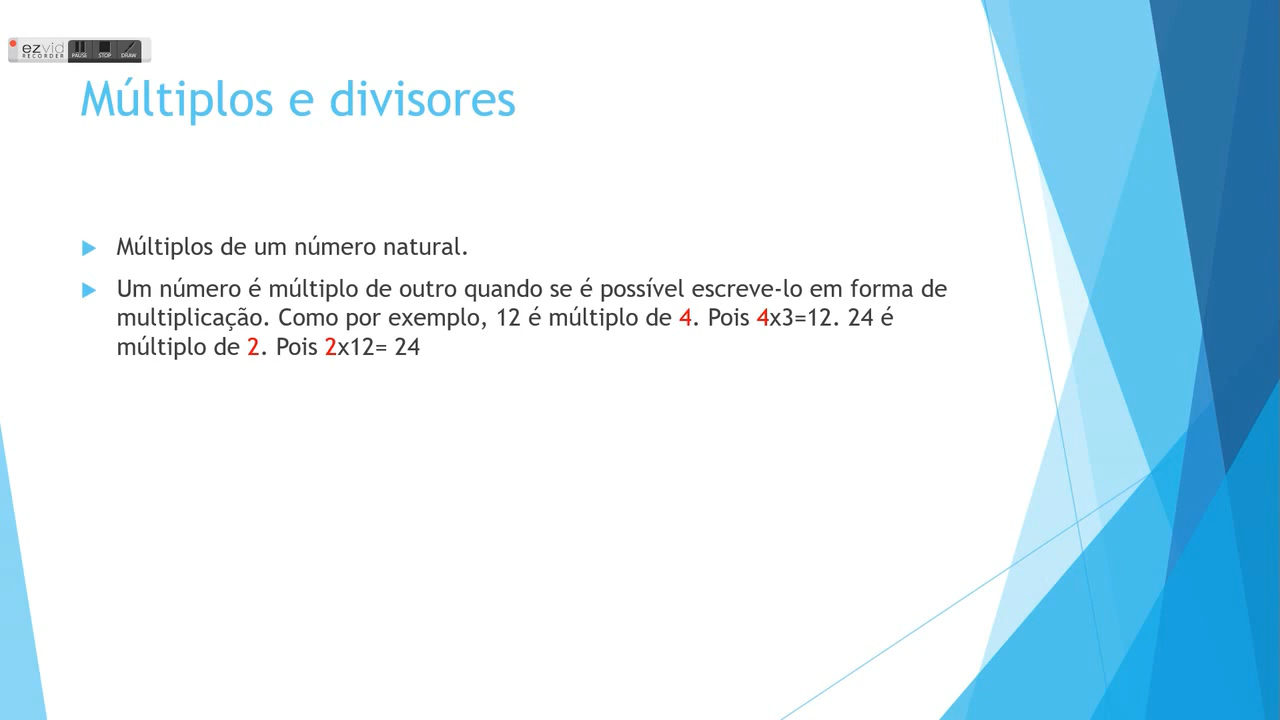 ezvid
RECORDER
PAUSE STOP DRAW
Múltiplos e divisores
Múltiplos de um número natural.
Um número é múltiplo de outro quando se é possível escreve-lo em forma de
multiplicação. Como por exemplo, 12 é múltiplo de 4. Pois 4x3=12. 24 é
múltiplo de 2. Pois 2x12= 24